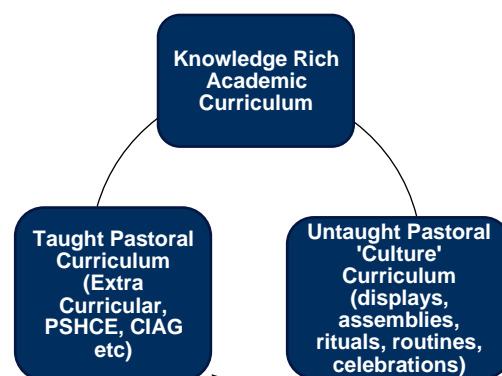 Knowledge Rich
Academic
Curriculum
Taught Pastoral
Curriculum
(Extra
Curricular,
PSHCE, CIAG
etc)
Untaught Pastoral
'Culture'
Curriculum
(displays,
assemblies,
rituals, routines,
celebrations)